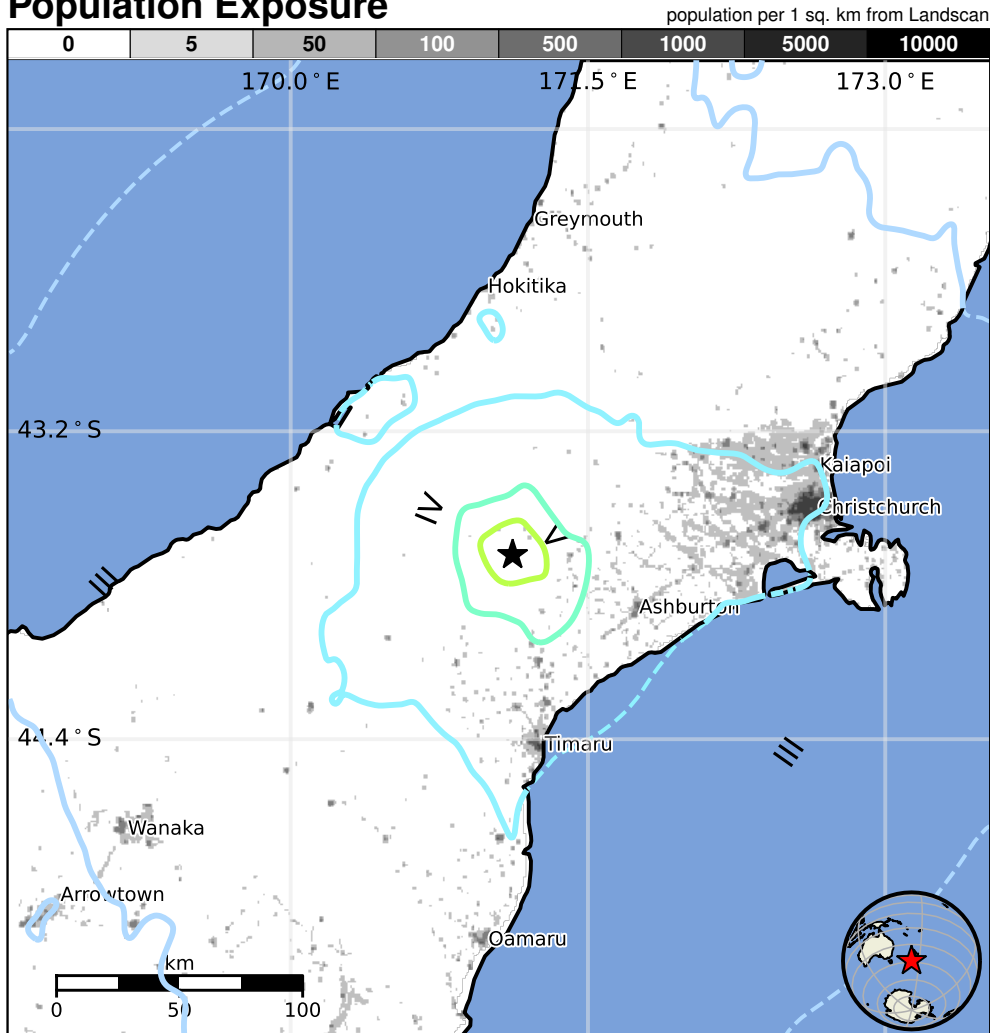 Population Exposure
population per 1 sq. km from Landscan
0 5 50 100 500 1000 5000 10000
170.0°E 171.5°E 173.0°E
Greymouth
Hokitika
43.2°S
Kaiapoi
IV
Christchurch
V
III
Ashburton
44.4°S
Timaru
III
Wanaka
Arrowtown
Oamaru
km
0 50 100